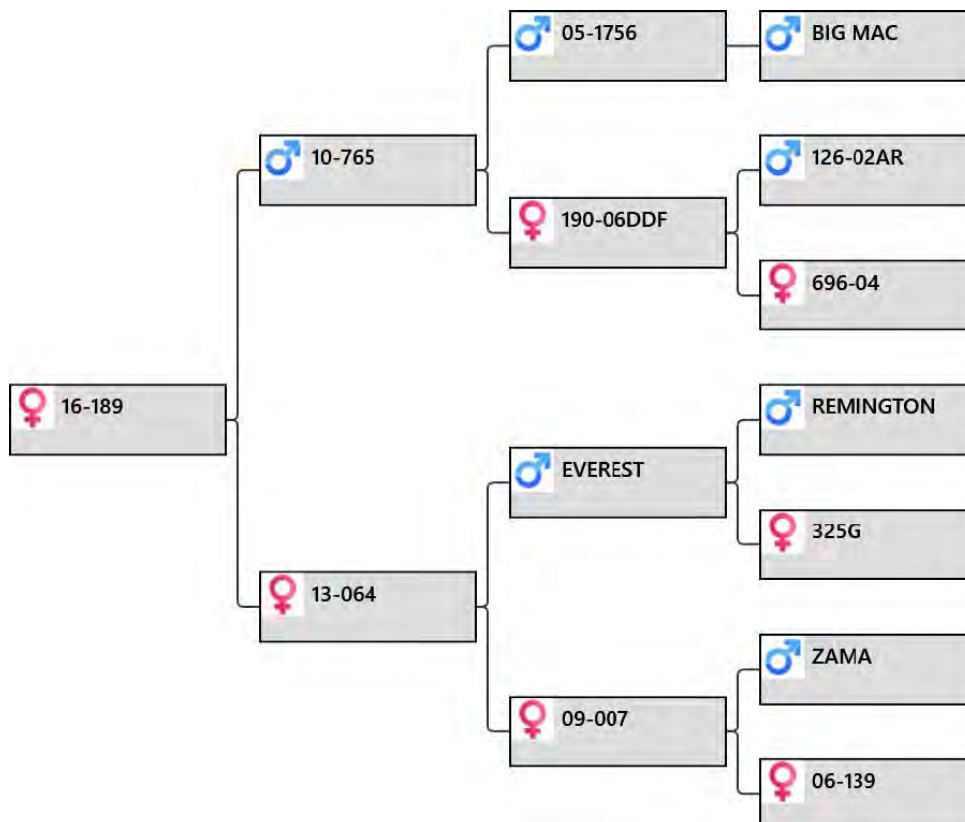 05-1756
BIG MAC
10-765
126-02AR
190-06DDF
696-04
16-189
REMINGTON
EVEREST
325G
13-064
ZAMA
09-007
06-139